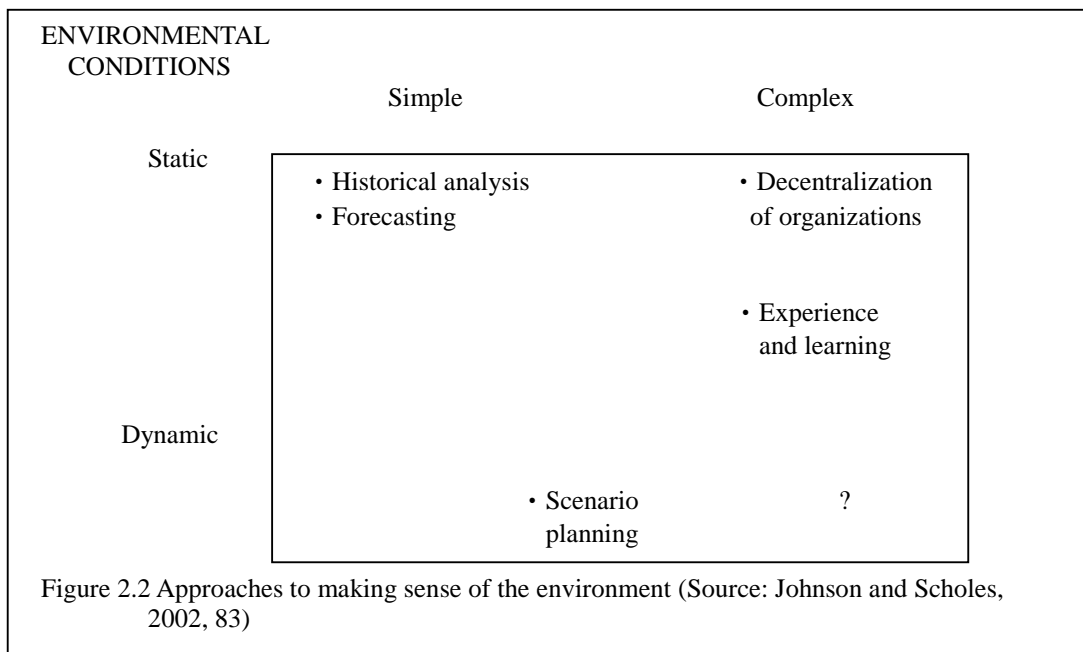 ENVIRONMENTAL
CONDITIONS
Simple Complex
Static
・Historical analysis ・Decentralization
・Forecasting of organizations
・Experience
and learning
Dynamic
・Scenario ?
planning
Figure 2.2 Approaches to making sense of the environment (Source: Johnson and Scholes,
2002, 83)